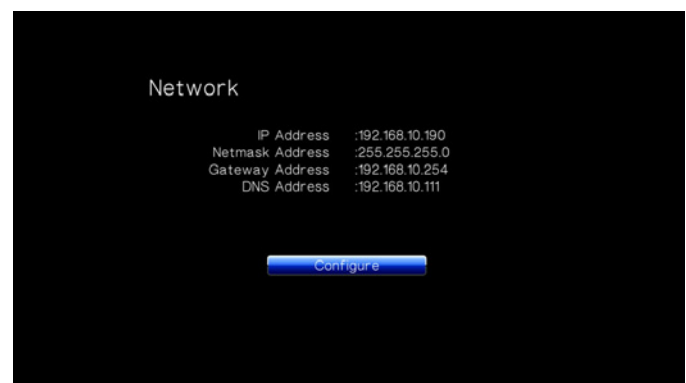 Network
IP Address :192.168.10.190
Netmask Address :255.255.255.0
Gateway Address :192.168.10.254
DNS Address :192.168.10.111
Configure